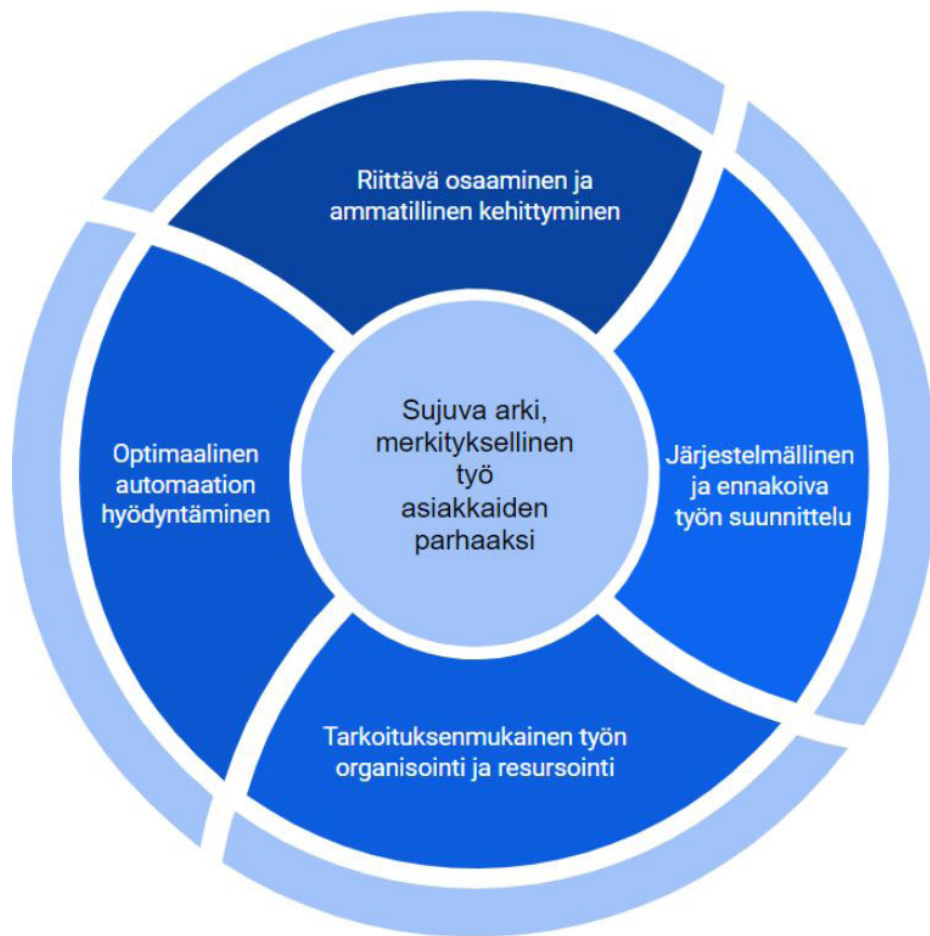 Riittävä osaaminen ja
ammatillinen kehittyminen
Optimaalinen
automaation
hyödyntäminen
Sujuva arki,
merkityksellinen
työ
asiakkaiden
parhaaksi
Järjestelmällinen
ja ennakoiva
työn suunnittelu
Tarkoituksenmukainen työn
organisointi ja resursointi